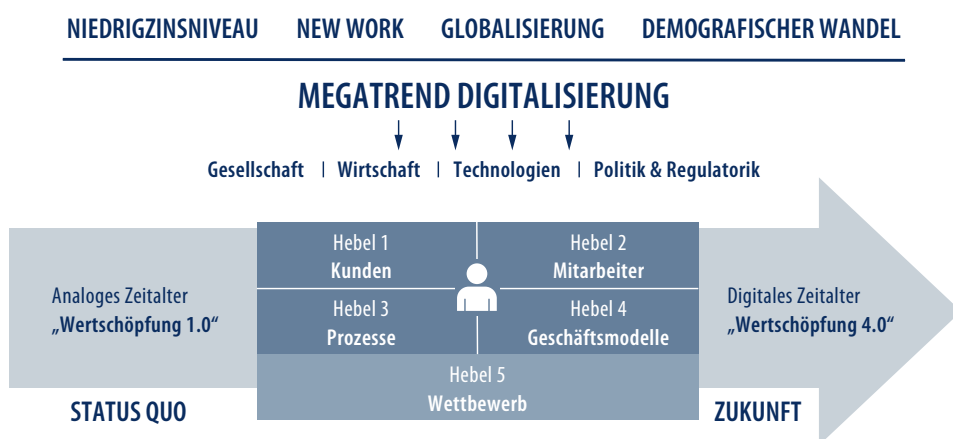 NIEDRIGZINSNIVEAU NEW WORK GLOBALISIERUNG DEMOGRAFISCHER WANDEL
MEGATREND DIGITALISIERUNG
Gesellschaft | Wirtschaft | Technologien | Politik & Regulatorik
Hebel 1
Kunden
Hebel 2
Mitarbeiter
Analoges Zeitalter
„Wertschöpfung 1.0“
Hebel 3
Prozesse
Hebel 4
Geschäftsmodelle
Digitales Zeitalter
„Wertschöpfung 4.0“
Hebel 5
Wettbewerb
STATUS QUO
ZUKUNFT